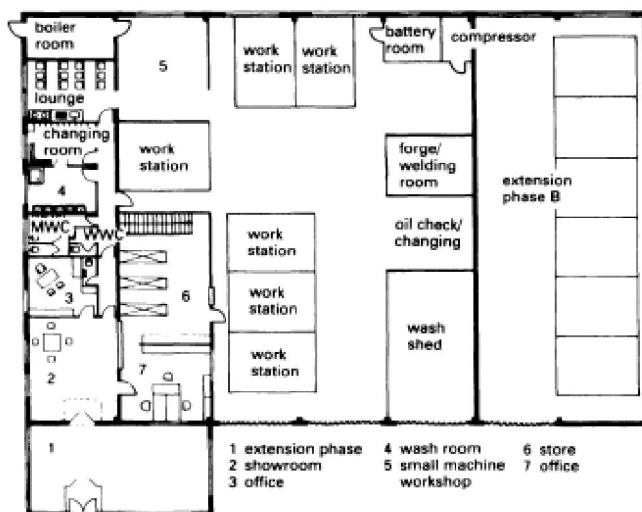 boiler
room
5
work
station
work
station
battery
room
compressor
lounge
changing
room
work
station
forge/
welding
room
extension
phase B
4
MWC
WWC
oil check/
changing
work
station
3
6
work
station
wash
shed
2
7
work
station
1
1 extension phase
2 showroom
3 office
4 wash room
5 small machine
workshop
6 store
7 office